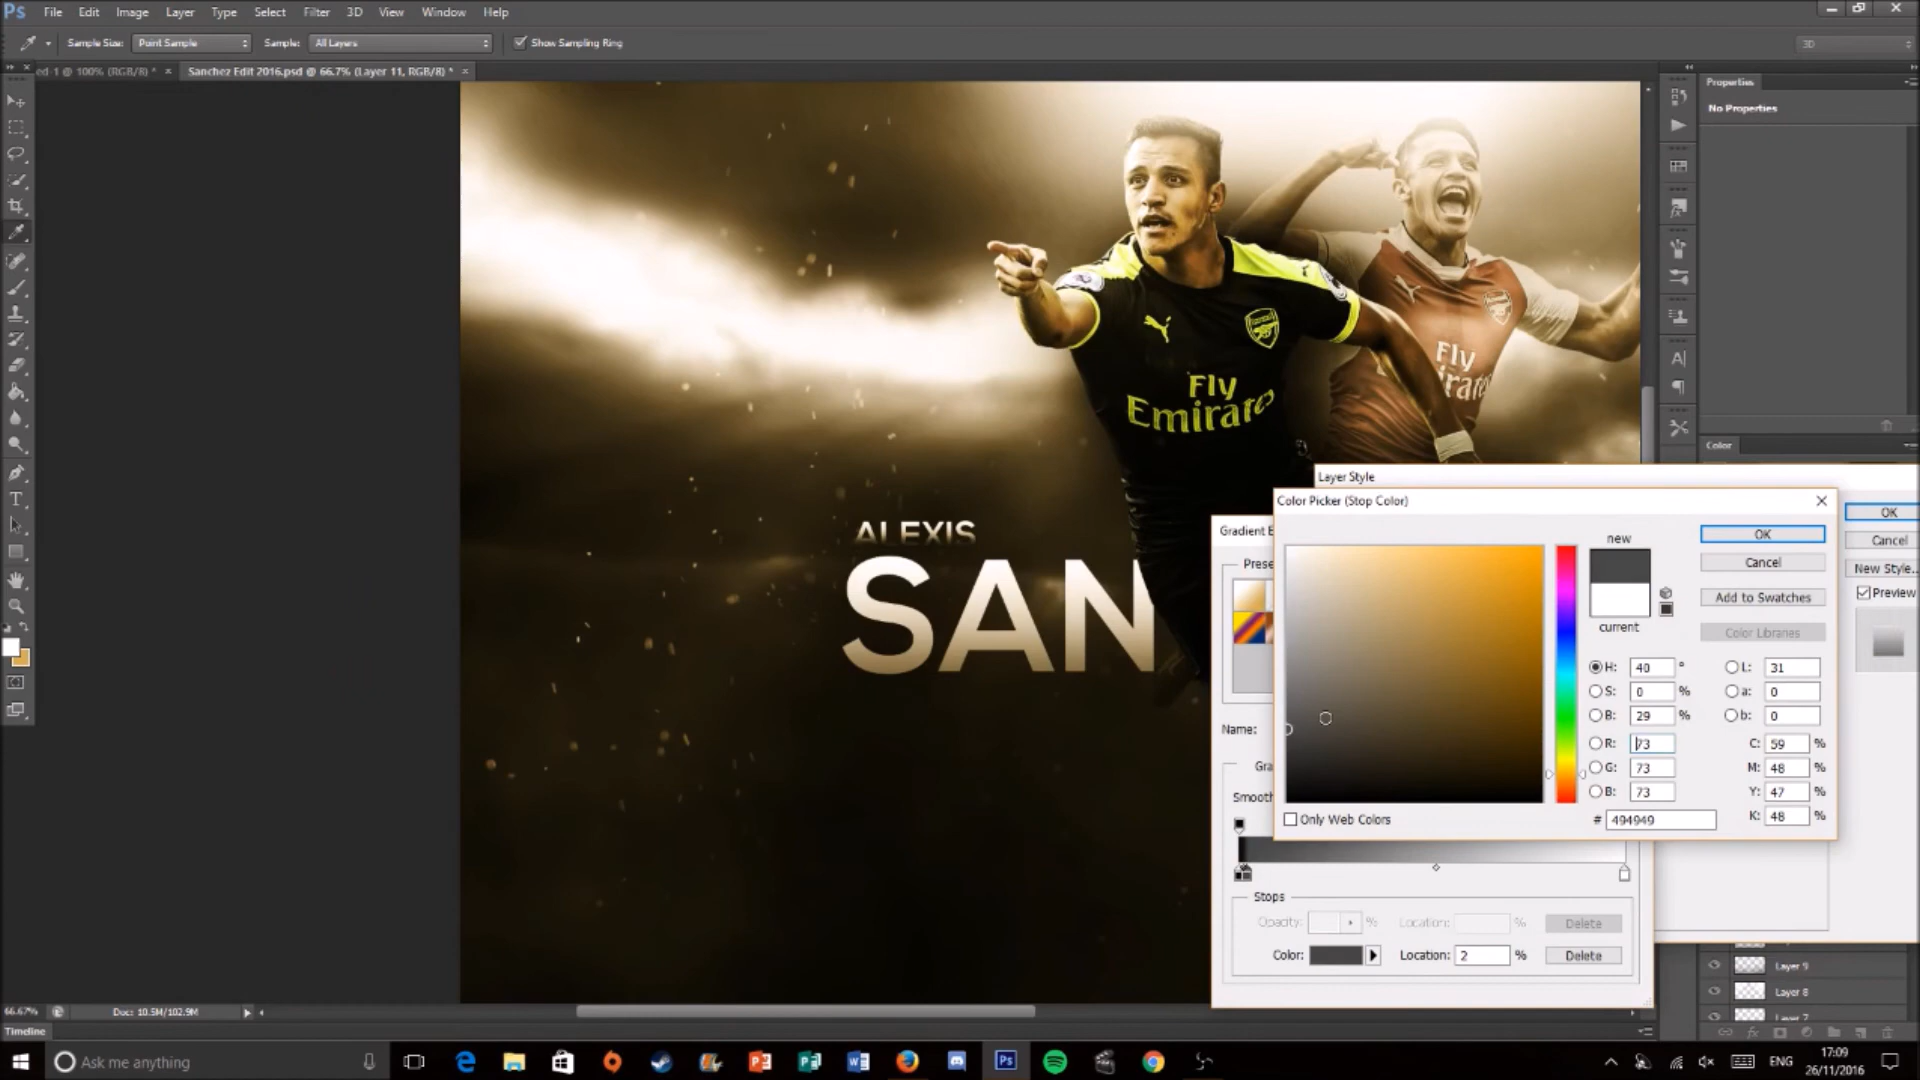 Ps File Edit Image Layer Type Select Filter 3D View Window Help
Sample Size: Point Sample Sample: All Layers Show Sampling Ring 3D
ed-1 @ 100% (RGB/8) * × Sanchez Edit 2016.psd @ 66.7% (Layer 11, RGB/8) * ×
Properties
No Properties
Color
Fly
Emirates
Fly
ALEXIS
SAN
Layer Style
OK
Cancel
New Style...
Preview
Gradient E
Prese
Name:
Gra
Smooth
Color Picker (Stop Color)
new
current
OK
Cancel
Add to Swatches
Color Libraries
H: 40 °
S: 0 %
B: 29 %
R: 73
G: 73
B: 73
L: 31
a: 0
b: 0
C: 59 %
M: 48 %
Y: 47 %
K: 48 %
# 494949
Only Web Colors
Stops
Opacity: % Location: % Delete
Color: Location: 2 % Delete
Layer 9
Layer 8
Layer 7
66.67% Doc: 10.5M/102.9M
Timeline
Ask me anything
ENG
17:09
26/11/2016